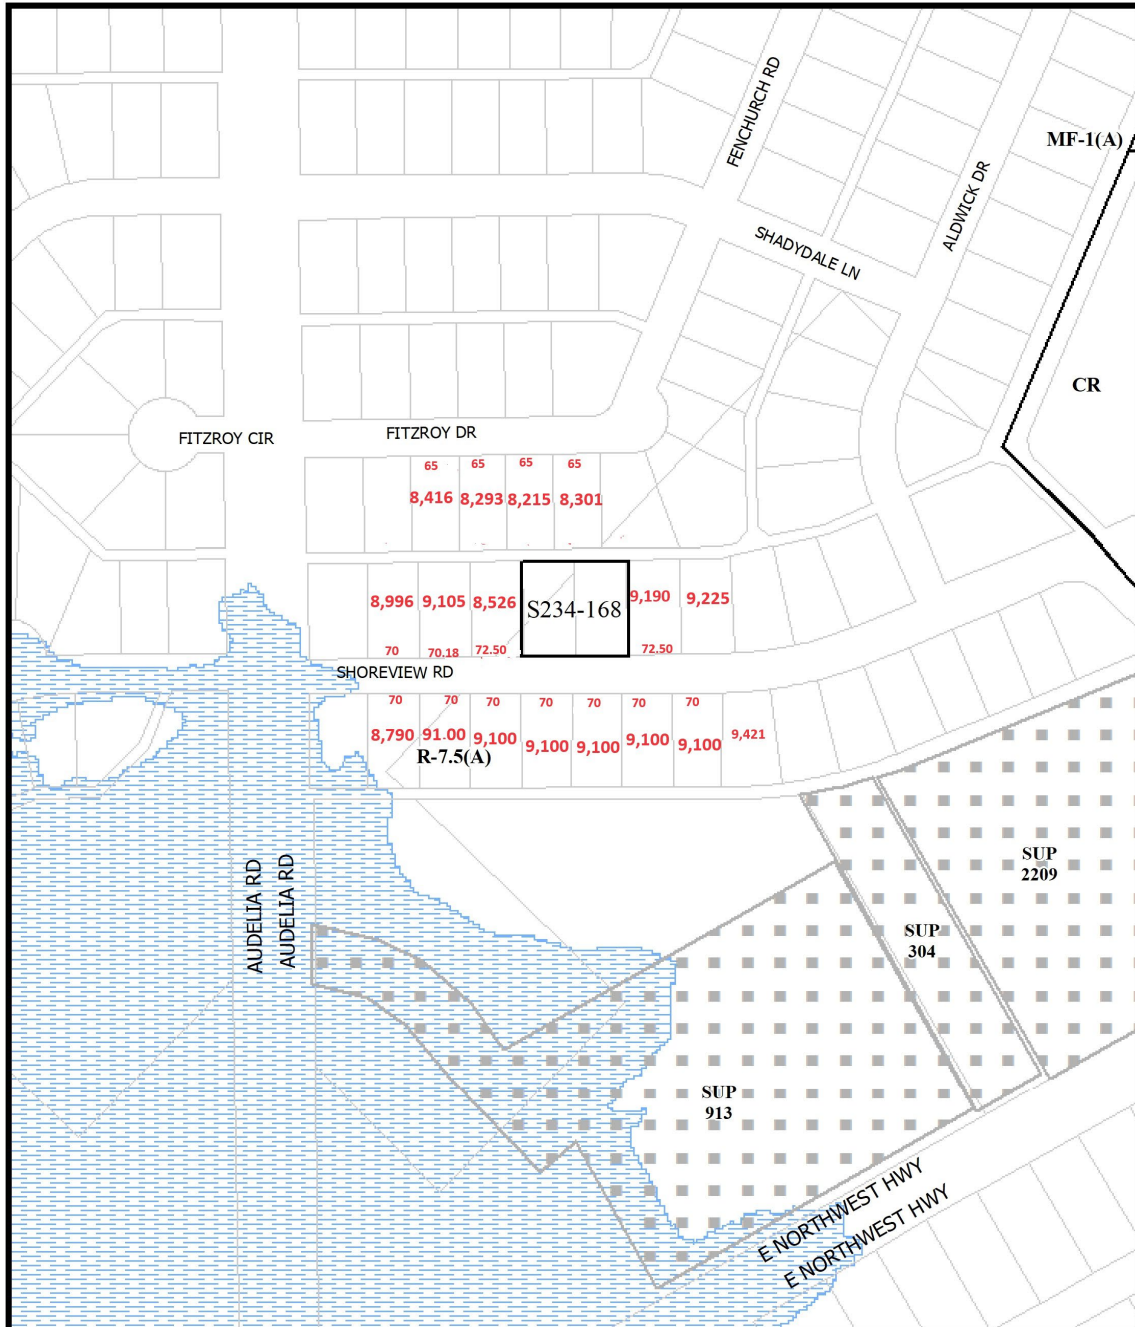 FENCHURCH RD
MF-1(A)
ALDWICK DR
SHADYDALE LN
CR
FITZROY CIR
FITZROY DR
65 65 65 65
8,416 8,293 8,215 8,301
8,996 9,105 8,526
S234-168
9,190 9,225
70 70.18 72.50 72.50
SHOREVIEW RD
70 70 70 70 70 70 70
8,790 91.00 9,100 9,100 9,100 9,100 9,100 9,421
R-7.5(A)
AUDELIA RD
AUDELIA RD
SUP
2209
SUP
304
SUP
913
E NORTHWEST HWY
E NORTHWEST HWY